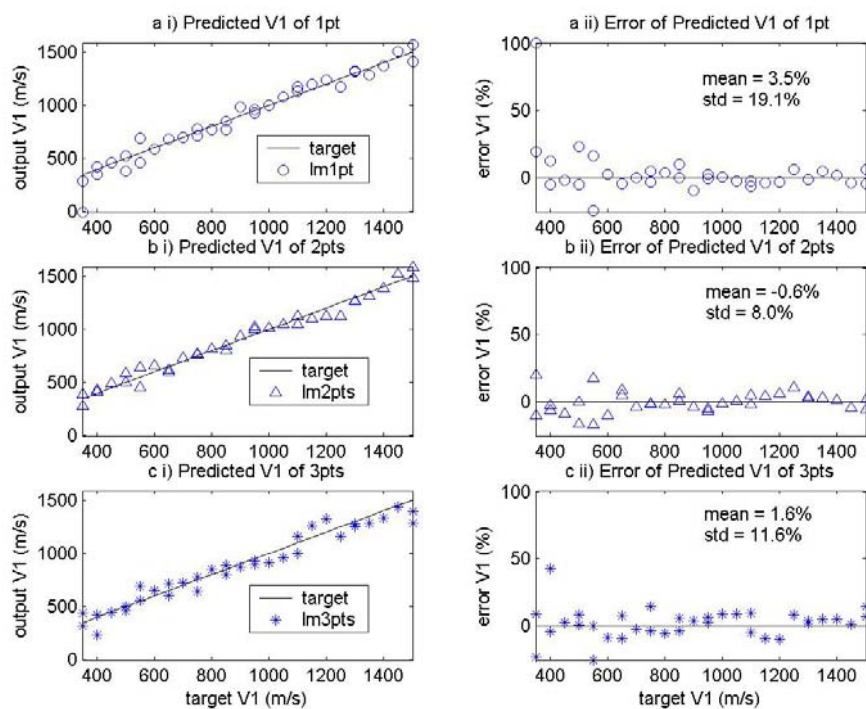 a i) Predicted V1 of 1pt
a ii) Error of Predicted V1 of 1pt
1500
1000
500
0
output V1 (m/s)
target
lm1pt
400 600 800 1000 1200 1400
100
50
0
error V1 (%)
mean = 3.5%
std = 19.1%
400 600 800 1000 1200 1400
b i) Predicted V1 of 2pts
b ii) Error of Predicted V1 of 2pts
1500
1000
500
0
output V1 (m/s)
target
lm2pts
400 600 800 1000 1200 1400
100
50
0
error V1 (%)
mean = -0.6%
std = 8.0%
400 600 800 1000 1200 1400
c i) Predicted V1 of 3pts
c ii) Error of Predicted V1 of 3pts
1500
1000
500
0
output V1 (m/s)
target
lm3pts
400 600 800 1000 1200 1400
target V1 (m/s)
100
50
0
error V1 (%)
mean = 1.6%
std = 11.6%
400 600 800 1000 1200 1400
target V1 (m/s)